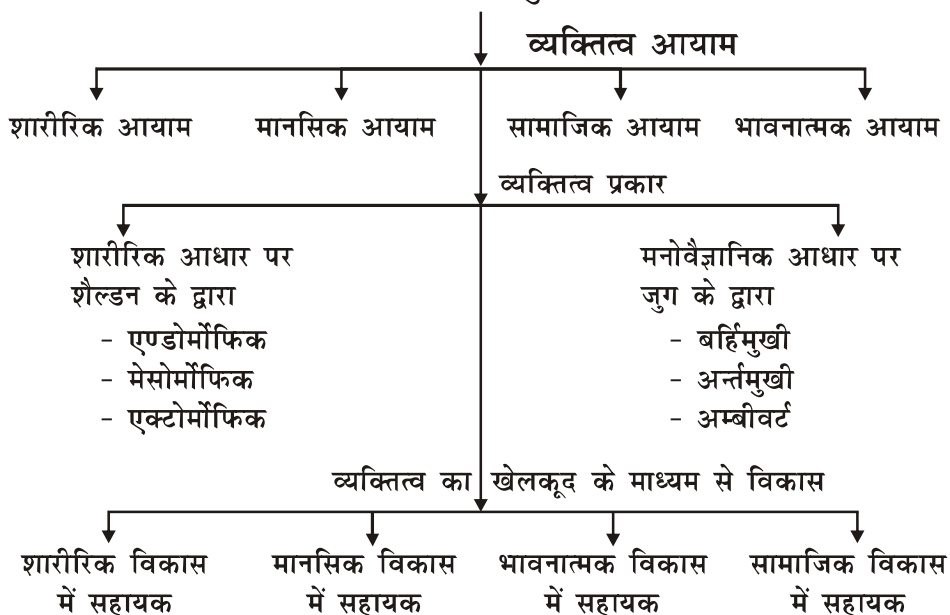 व्यक्तित्व आयाम
शारीरिक आयाम मानसिक आयाम सामाजिक आयाम भावनात्मक आयाम
व्यक्तित्व प्रकार
शारीरिक आधार पर
शैल्डन के द्वारा
- एण्डोर्मोफिक
- मेसोर्मोफिक
- एक्टोर्मोफिक
मनोवैज्ञानिक आधार पर
जुग के द्वारा
- बर्हिमुखी
- अर्न्तमुखी
- अम्बीवर्ट
व्यक्तित्व का खेलकूद के माध्यम से विकास
शारीरिक विकास
में सहायक
मानसिक विकास
में सहायक
भावनात्मक विकास
में सहायक
सामाजिक विकास
में सहायक